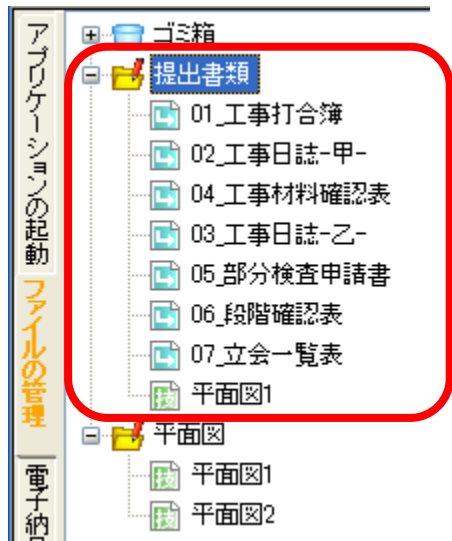 アプリケーションの起動
ファイルの管理
電子納
ゴミ箱
提出書類
01_工事打合簿
02_工事日誌-甲-
04_工事材料確認表
03_工事日誌-乙-
05_部分検査申請書
06_段階確認表
07_立会一覧表
技 平面図1
平面図
技 平面図1
技 平面図2